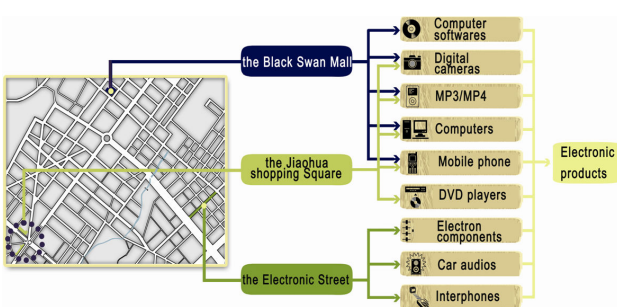 the Black Swan Mall
the Jiaohua
shopping Square
the Electronic Street
Computer
softwares
Digital
cameras
MP3/MP4
Computers
Mobile phone
DVD players
Electron
components
Car audios
Interphones
Electronic
products